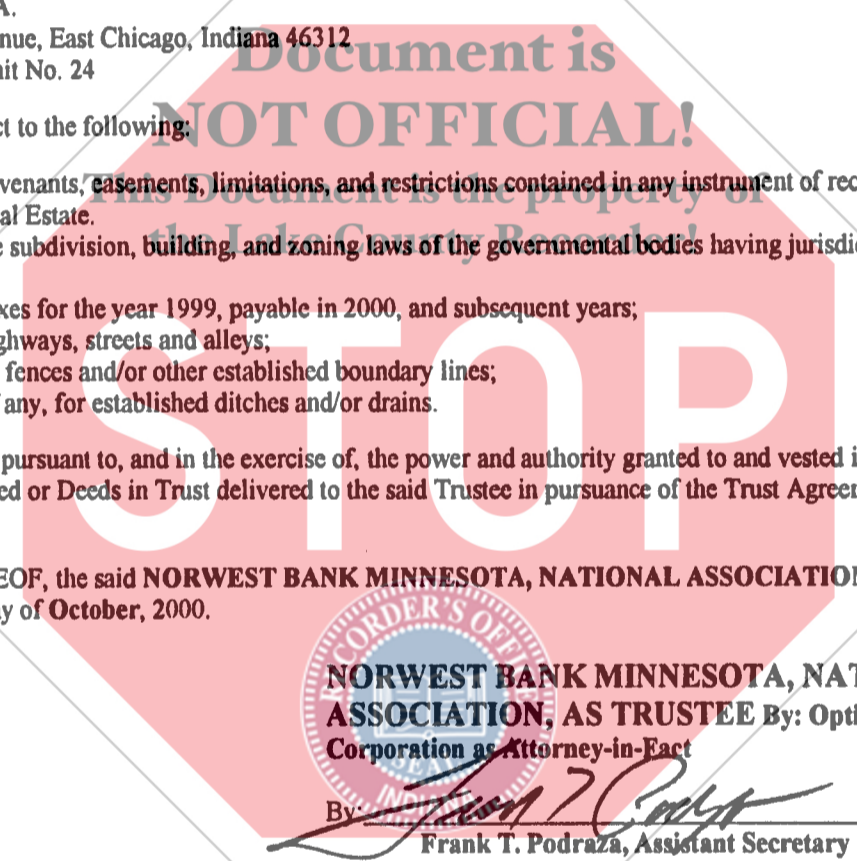 A.
nue, East Chicago, Indiana 46312
nit No. 24
Document is
NOT OFFICIAL!
This Document is the property of
the Lake County Recorder!
ct to the following:
venants, easements, limitations, and restrictions contained in any instrument of rec
al Estate.
e subdivision, building, and zoning laws of the governmental bodies having jurisdic
xes for the year 1999, payable in 2000, and subsequent years;
ghways, streets and alleys;
fences and/or other established boundary lines;
f any, for established ditches and/or drains.
STOP
pursuant to, and in the exercise of, the power and authority granted to and vested i
ed or Deeds in Trust delivered to the said Trustee in pursuance of the Trust Agreer
EOF, the said NORWEST BANK MINNESOTA, NATIONAL ASSOCIATION
y of October, 2000.
RECORDER'S OFFICE
SEAL
INDIANA
NORWEST BANK MINNESOTA, NAT
ASSOCIATION, AS TRUSTEE By: Opti
Corporation as Attorney-in-Fact
By:
Frank T. Podraza, Assistant Secretary